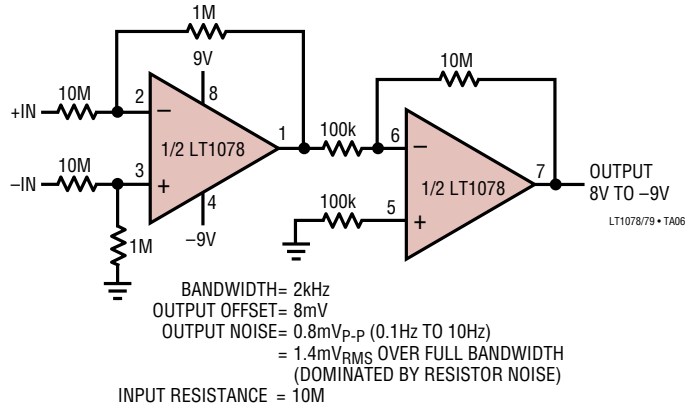 1M
9V
10M
10M
+IN
2
8
–
1/2 LT1078
1
100k
6
–
1/2 LT1078
7
OUTPUT
8V TO –9V
LT1078/79 • TA06
10M
–IN
3
+
4
–9V
1M
100k
5
+
BANDWIDTH= 2kHz
OUTPUT OFFSET= 8mV
OUTPUT NOISE= 0.8mVP-P (0.1Hz TO 10Hz)
= 1.4mVRMS OVER FULL BANDWIDTH
(DOMINATED BY RESISTOR NOISE)
INPUT RESISTANCE = 10M